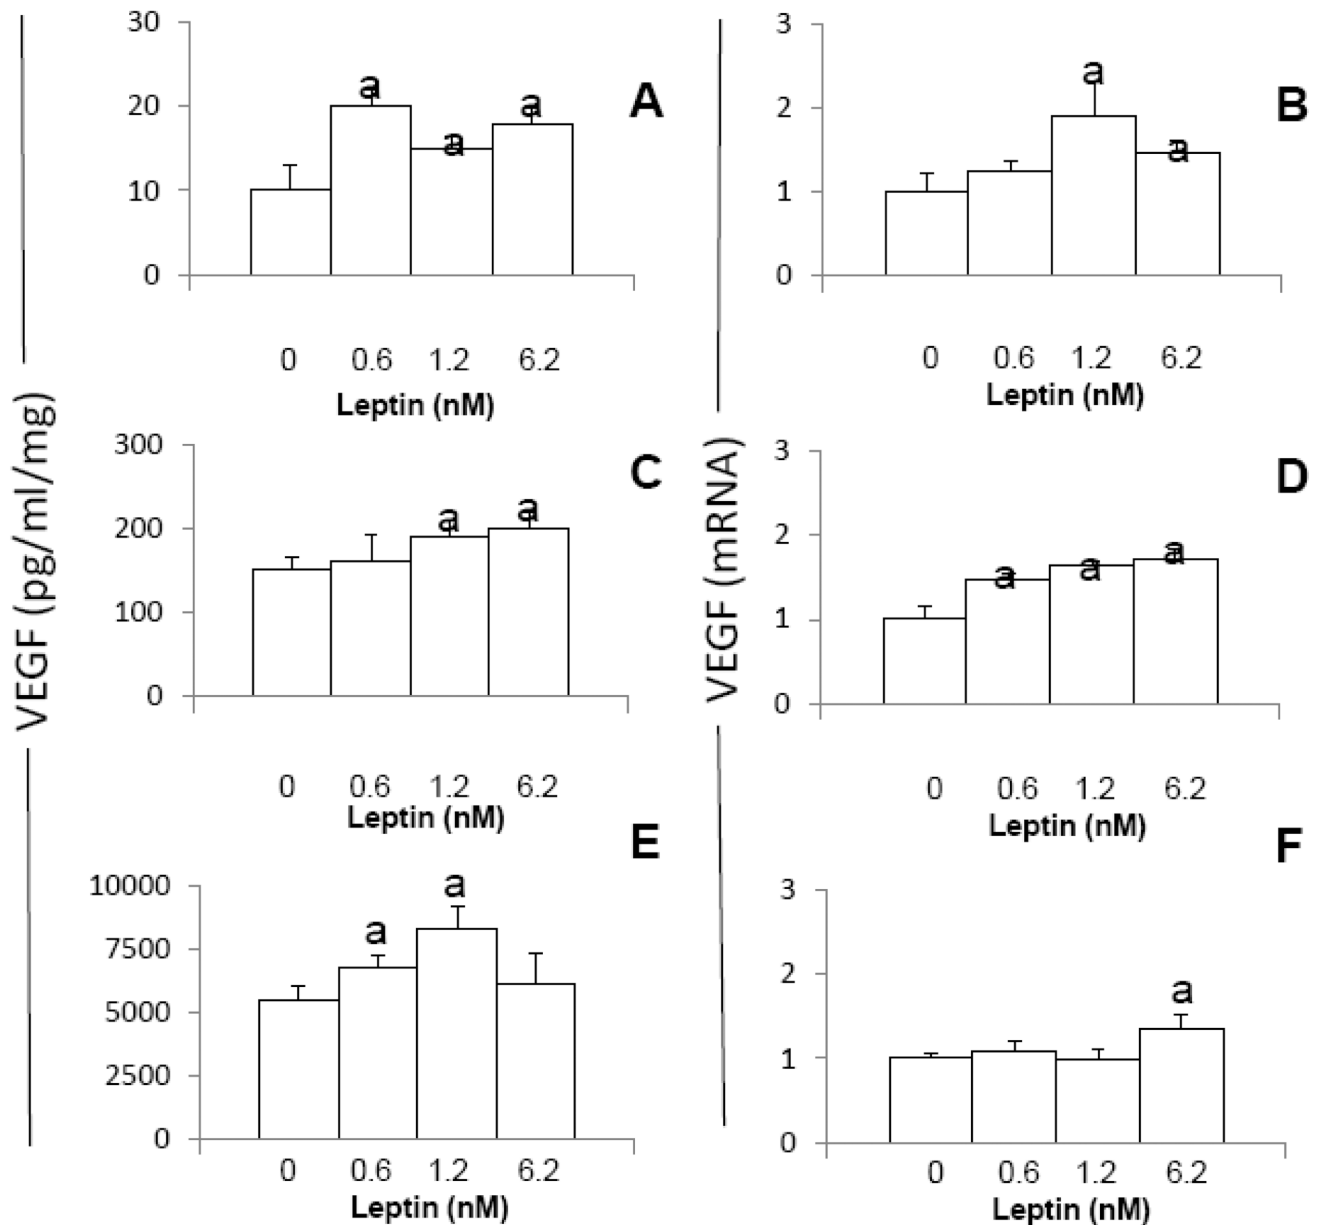 VEGF (pg/ml/mg)
30
20
10
0
a
a
a
A
0 0.6 1.2 6.2
Leptin (nM)
VEGF (mRNA)
3
2
1
0
a
a
B
0 0.6 1.2 6.2
Leptin (nM)
300
200
100
0
a
a
C
0 0.6 1.2 6.2
Leptin (nM)
3
2
1
0
a
a
a
D
0 0.6 1.2 6.2
Leptin (nM)
10000
7500
5000
2500
0
a
a
E
0 0.6 1.2 6.2
Leptin (nM)
3
2
1
0
a
F
0 0.6 1.2 6.2
Leptin (nM)